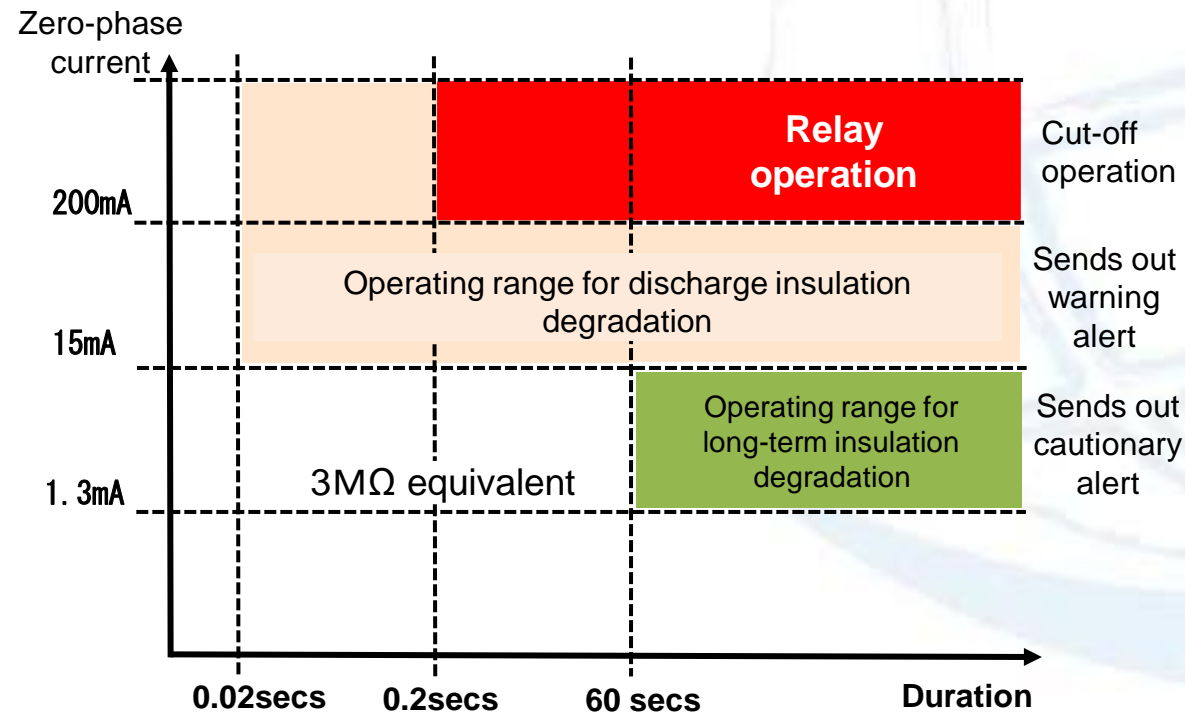 Zero-phase
current
Relay
operation
Cut-off
operation
200mA
Operating range for discharge insulation
degradation
Sends out
warning
alert
15mA
Operating range for
long-term insulation
degradation
Sends out
cautionary
alert
3MΩ equivalent
1.3mA
0.02secs
0.2secs
60 secs
Duration